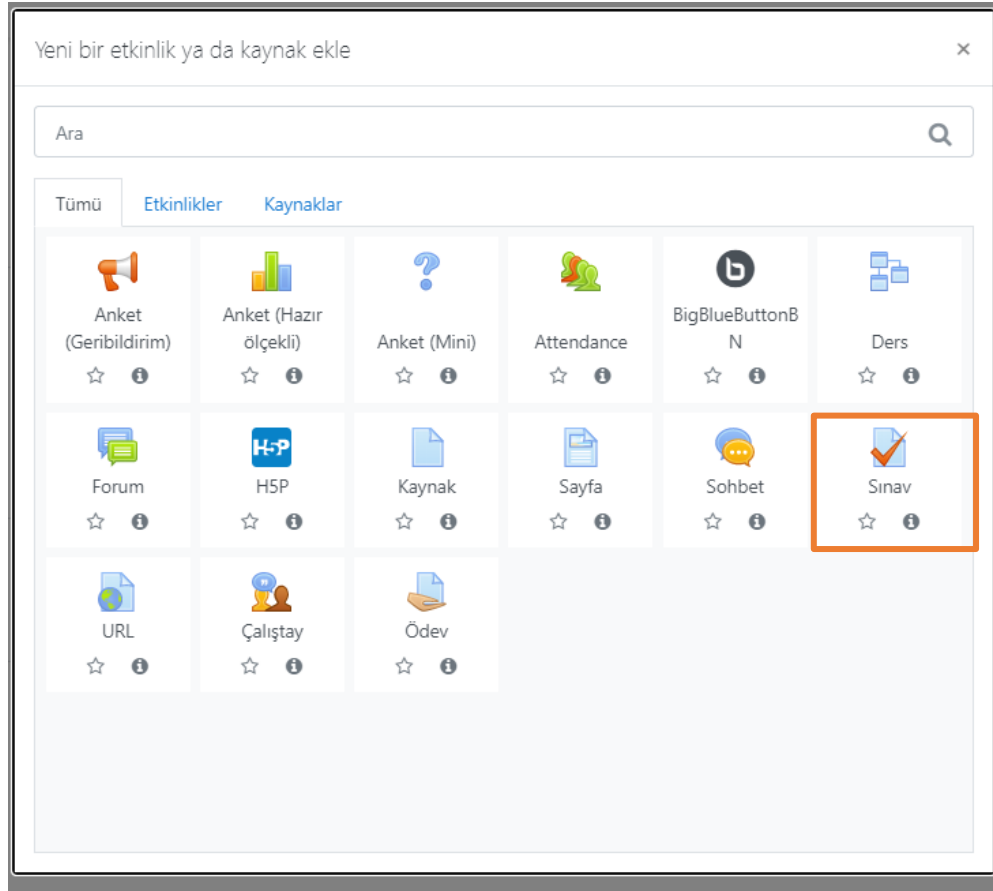 Yeni bir etkinlik ya da kaynak ekle
Ara
Tümü Etkinlikler Kaynaklar
Anket
(Geribildirim)
Anket (Hazır
ölçekli)
Anket (Mini)
Attendance
BigBlueButtonB
N
Ders
Forum
H5P
H5P
Kaynak
Sayfa
Sohbet
Sınav
URL
Çalıştay
Ödev